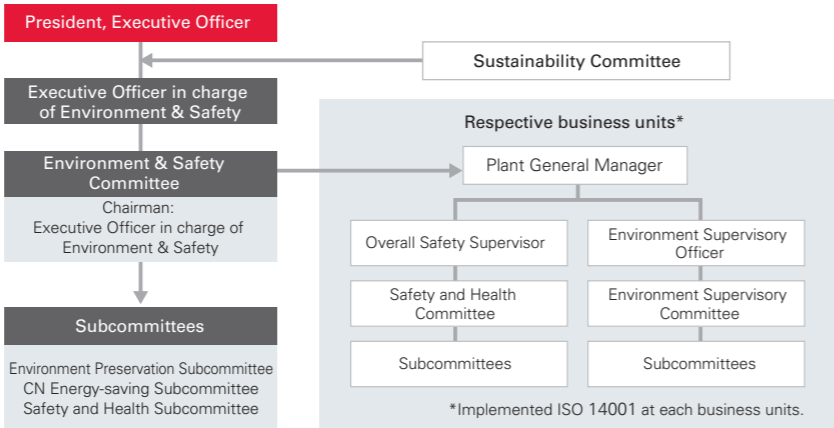 President, Executive Officer
Sustainability Committee
Executive Officer in charge
of Environment & Safety
Environment & Safety
Committee
Chairman:
Executive Officer in charge of
Environment & Safety
Subcommittees
Environment Preservation Subcommittee
CN Energy-saving Subcommittee
Safety and Health Subcommittee
Respective business units*
Plant General Manager
Overall Safety Supervisor
Safety and Health
Committee
Subcommittees
Environment Supervisory
Officer
Environment Supervisory
Committee
Subcommittees
*Implemented ISO 14001 at each business units.